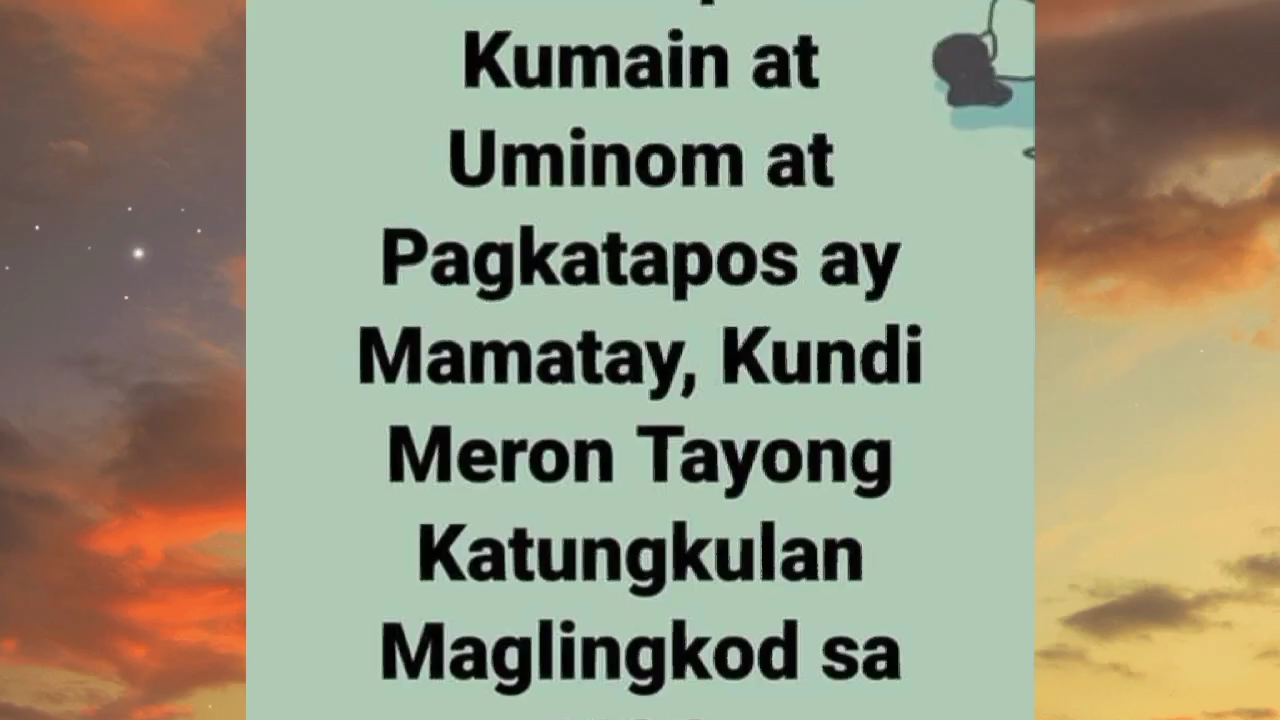 Kumain at
Uminom at
Pagkatapos ay
Mamatay, Kundi
Meron Tayong
Katungkulan
Maglingkod sa